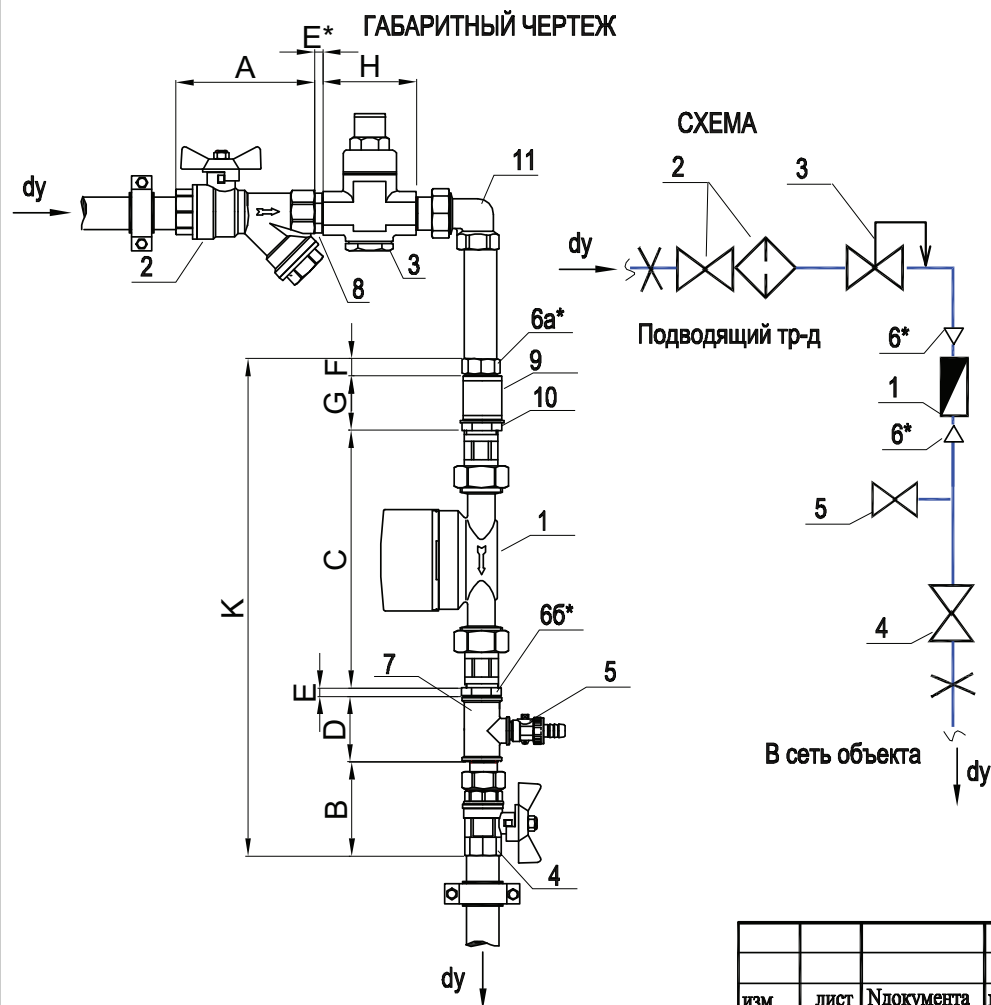 ГАБАРИТНЫЙ ЧЕРТЕЖ
E*
A
H
СХЕМА
11
2
3
dy
dy
2
3
8
6а*
Подводящий тр-д
6*
F
9
G
10
1
6*
1
C
5
K
6б*
4
7
5
E
D
В сеть объекта
dy
B
4
dy
изм
лист
Nдокумента